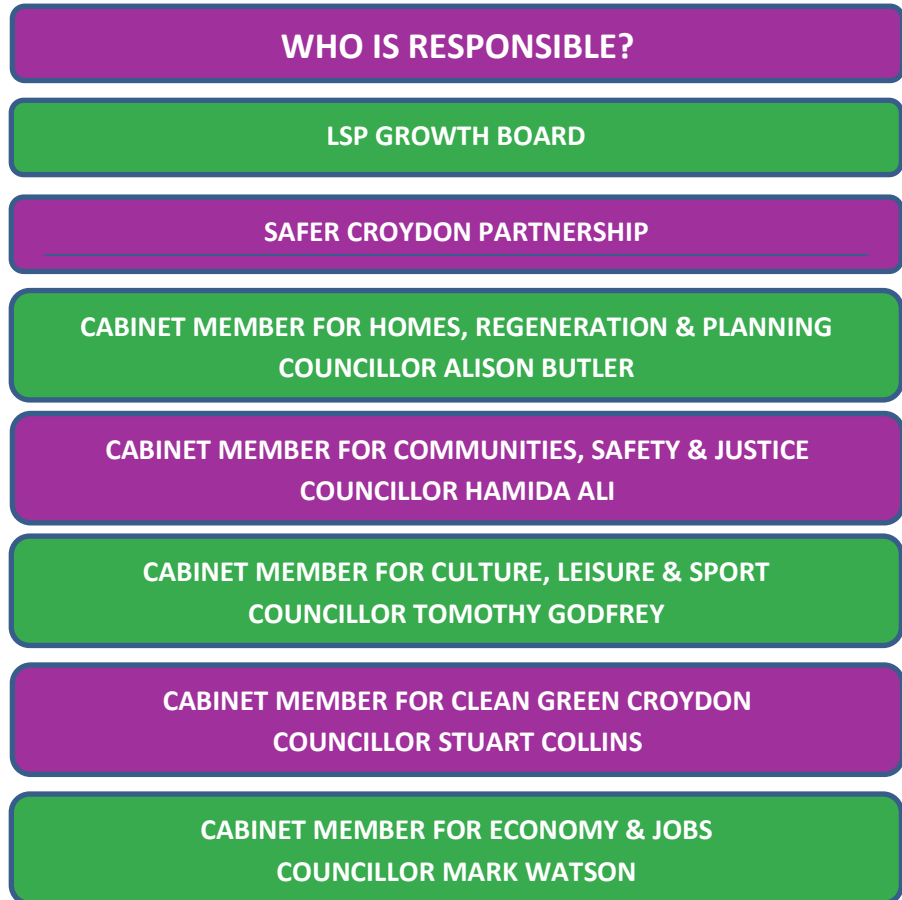 WHO IS RESPONSIBLE?
LSP GROWTH BOARD
SAFER CROYDON PARTNERSHIP
CABINET MEMBER FOR HOMES, REGENERATION & PLANNING
COUNCILLOR ALISON BUTLER
CABINET MEMBER FOR COMMUNITIES, SAFETY & JUSTICE
COUNCILLOR HAMIDA ALI
CABINET MEMBER FOR CULTURE, LEISURE & SPORT
COUNCILLOR TOMOTHY GODFREY
CABINET MEMBER FOR CLEAN GREEN CROYDON
COUNCILLOR STUART COLLINS
CABINET MEMBER FOR ECONOMY & JOBS
COUNCILLOR MARK WATSON